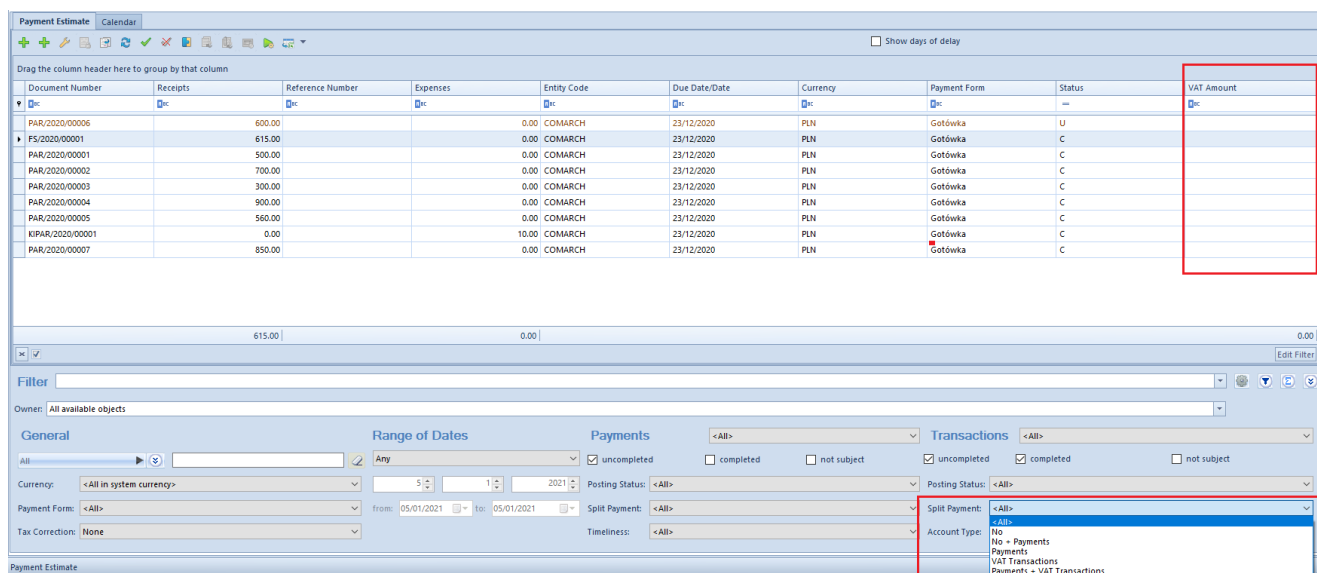 Payment Estimate Calendar
Show days of delay
Drag the column header here to group by that column
Document Number Receipts Reference Number Expenses Entity Code Due Date/Date Currency Payment Form Status VAT Amount
PAR/2020/00006 600.00 0.00 COMARCH 23/12/2020 PLN Gotówka U
FS/2020/00001 615.00 0.00 COMARCH 23/12/2020 PLN Gotówka C
PAR/2020/00001 500.00 0.00 COMARCH 23/12/2020 PLN Gotówka C
PAR/2020/00002 700.00 0.00 COMARCH 23/12/2020 PLN Gotówka C
PAR/2020/00003 300.00 0.00 COMARCH 23/12/2020 PLN Gotówka C
PAR/2020/00004 900.00 0.00 COMARCH 23/12/2020 PLN Gotówka C
PAR/2020/00005 560.00 0.00 COMARCH 23/12/2020 PLN Gotówka C
KIPAR/2020/00001 0.00 10.00 COMARCH 23/12/2020 PLN Gotówka C
PAR/2020/00007 850.00 0.00 COMARCH 23/12/2020 PLN Gotówka C
615.00 0.00 0.00
Edit Filter
Filter
Owner: All available objects
General Range of Dates Payments <All> Transactions <All>
All Any uncompleted completed not subject uncompleted completed not subject
Currency: <All in system currency> 5 1 2021 Posting Status: <All> Posting Status: <All>
Payment Form: <All> from: 05/01/2021 to: 05/01/2021 Split Payment: <All> Split Payment: <All>
Tax Correction: None Timeliness: <All> Account Type:
<All>
No
No + Payments
Payments
VAT Transactions
Payments + VAT Transactions
Payment Estimate